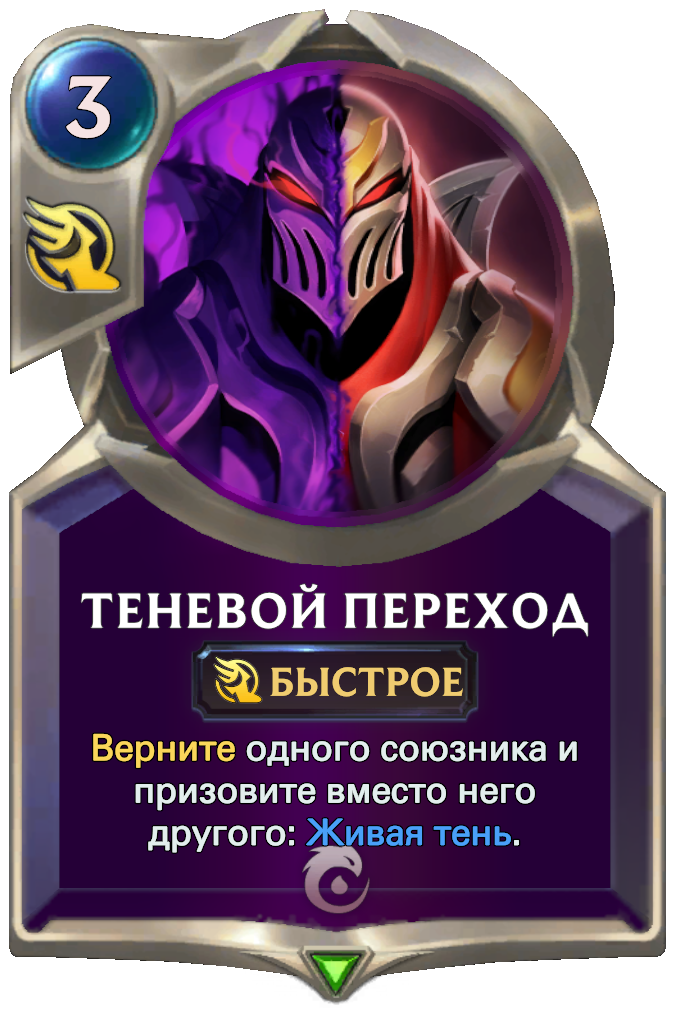 3
ТЕНЕВОЙ ПЕРЕХОД
БЫСТРОЕ
Верните одного союзника и
призовите вместо него
другого: Живая тень.